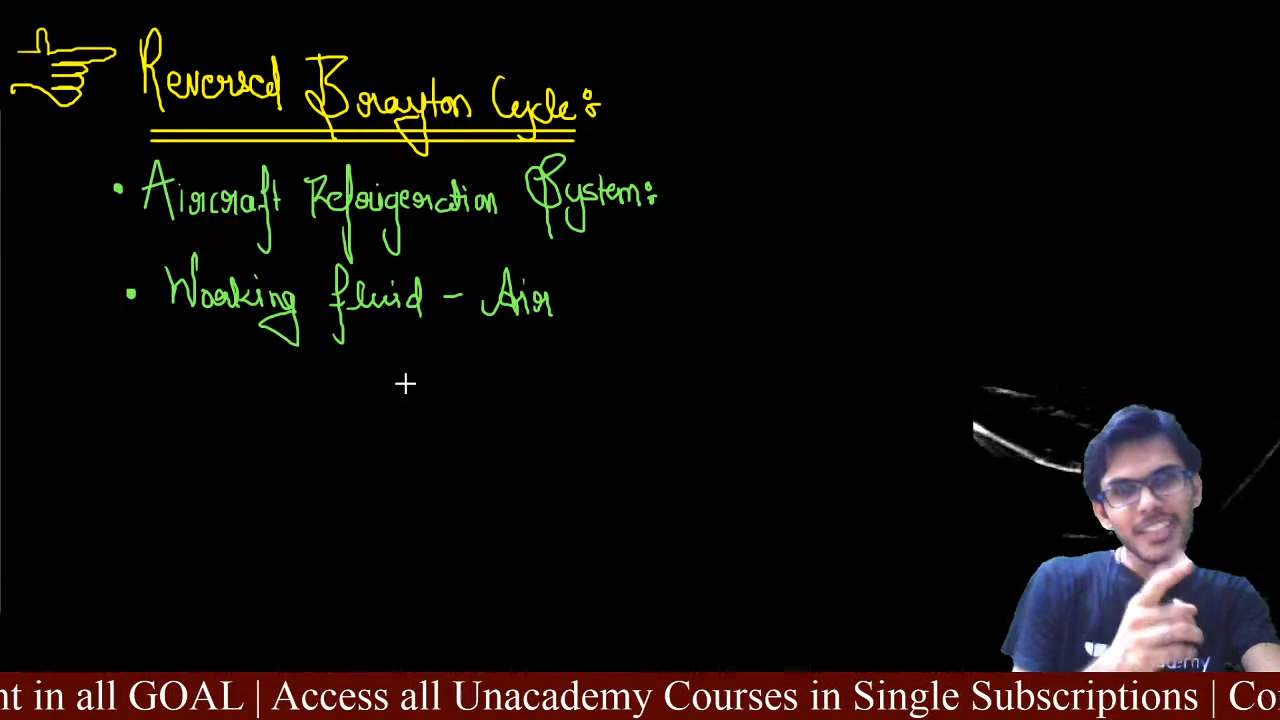 Reversed Brayton Cycle:
• Aircraft Refrigeration System:
• Working fluid - Air
ademy
nt in all GOAL | Access all Unacademy Courses in Single Subscriptions | Co